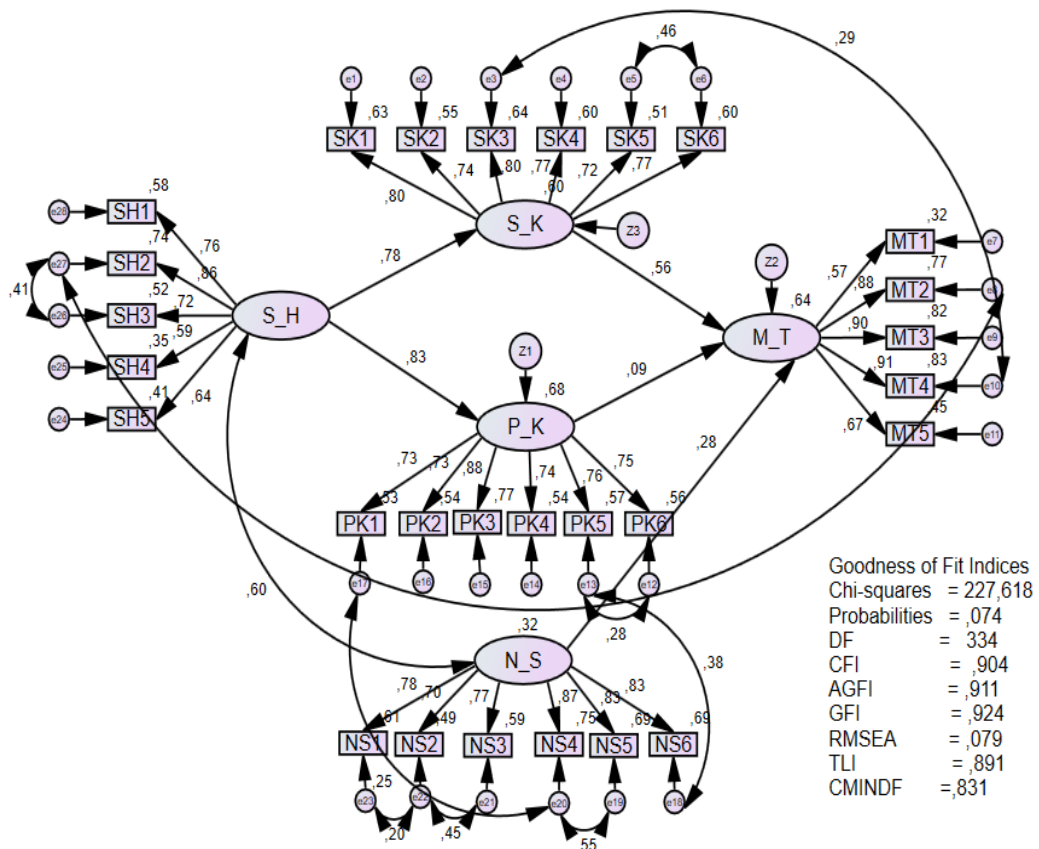 ,46
,29
e1 e2 e3 e4 e5 e6
,63 ,55 ,64 ,60 ,51 ,60
SK1 SK2 SK3 SK4 SK5 SK6
,80 ,74 ,80 ,77 ,72 ,77
,60
S_K
Z3
e28 SH1 ,58
e27 SH2 ,74
e26 SH3 ,52
e25 SH4 ,35
e24 SH5 ,41
,41
,76
,86
,72
,59
,64
S_H
,78
,83
,56
Z2
,64
M_T
,32
MT1 e7
,77
MT2
,82
MT3 e9
,83
MT4 e10
,45
MT5 e11
,57
,88
,90
,91
,67
Z1
,68
P_K
,09
,28
,73 ,73 ,88 ,74 ,76 ,75
,53 ,54 ,77 ,54 ,57 ,56
PK1 PK2 PK3 PK4 PK5 PK6
e17 e16 e15 e14 e13 e12
,28
,38
,60
,32
N_S
,78 ,70 ,77 ,87 ,83 ,83
,61 ,49 ,59 ,75 ,69 ,69
NS1 NS2 NS3 NS4 NS5 NS6
,25
e23 e22 e21 e20 e19 e18
,20 ,45 ,55
Goodness of Fit Indices
Chi-squares = 227,618
Probabilities = ,074
DF = 334
CFI = ,904
AGFI = ,911
GFI = ,924
RMSEA = ,079
TLI = ,891
CMINDF =,831